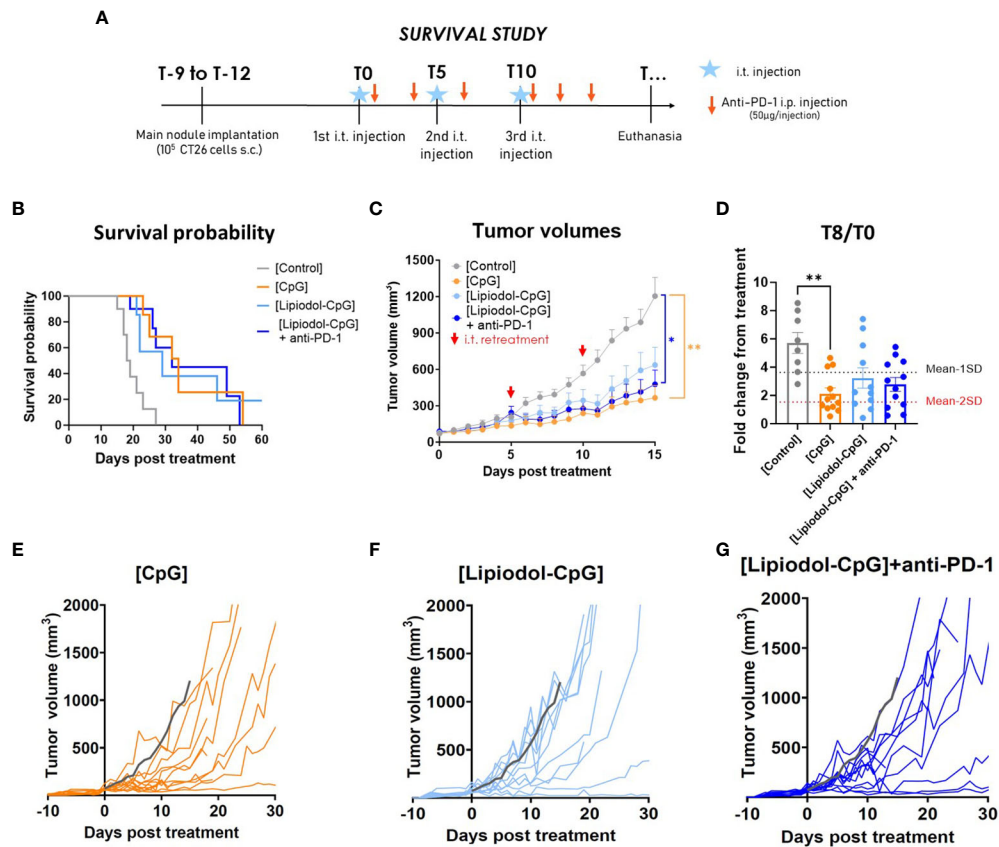 A
SURVIVAL STUDY
T-9 to T-12
T0
T5
T10
T...
i.t. injection
Anti-PD-1 i.p. injection
(50µg/injection)
Main nodule implantation
(10⁵ CT26 cells s.c.)
1st i.t. injection
2nd i.t.
injection
3rd i.t.
injection
Euthanasia
B
Survival probability
[Control]
[CpG]
[Lipiodol-CpG]
[Lipiodol-CpG]
+ anti-PD-1
Survival probability
100
80
60
40
20
0
0 10 20 30 40 50 60
Days post treatment
C
Tumor volumes
[Control]
[CpG]
[Lipiodol-CpG]
[Lipiodol-CpG]
+ anti-PD-1
i.t. retreatment
Tumor volume (mm³)
1500
1200
900
600
300
0
* **
0 5 10 15
Days post treatment
D
T8/T0
**
Fold change from treatment
10
8
6
4
2
0
Mean-1SD
Mean-2SD
[Control]
[CpG]
[Lipiodol-CpG]
[Lipiodol-CpG] + anti-PD-1
E
[CpG]
Tumor volume (mm³)
2000
1500
1000
500
-10 0 10 20 30
Days post treatment
F
[Lipiodol-CpG]
Tumor volume (mm³)
2000
1500
1000
500
-10 0 10 20 30
Days post treatment
G
[Lipiodol-CpG]+anti-PD-1
Tumor volume (mm³)
2000
1500
1000
500
-10 0 10 20 30
Days post treatment